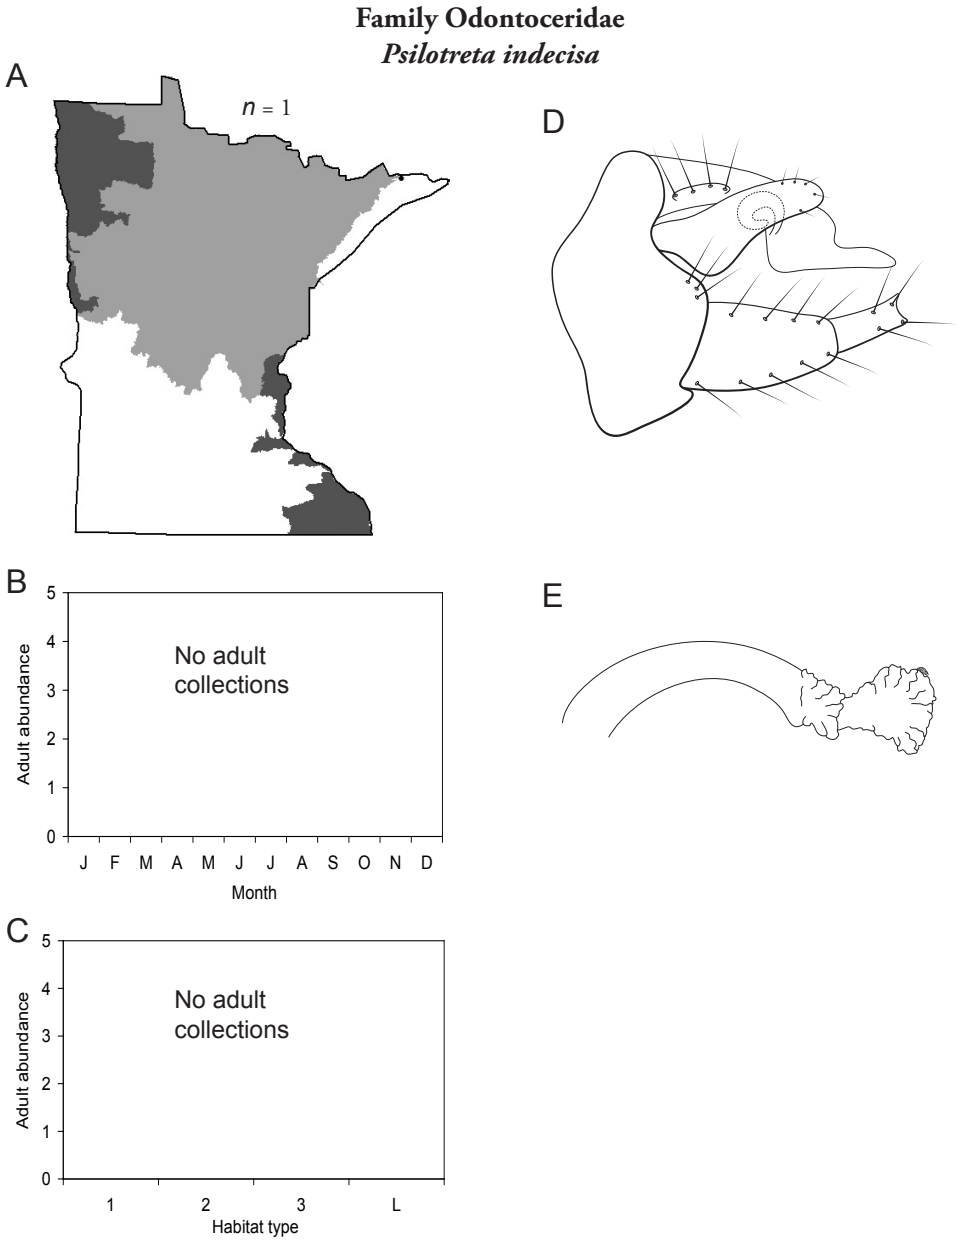 Family Odontoceridae
Psilotreta indecisa
A
n = 1
D
B
5
4
3
2
1
0
Adult abundance
No adult
collections
J F M A M J J A S O N D
Month
E
C
5
4
3
2
1
0
Adult abundance
No adult
collections
1 2 3 L
Habitat type